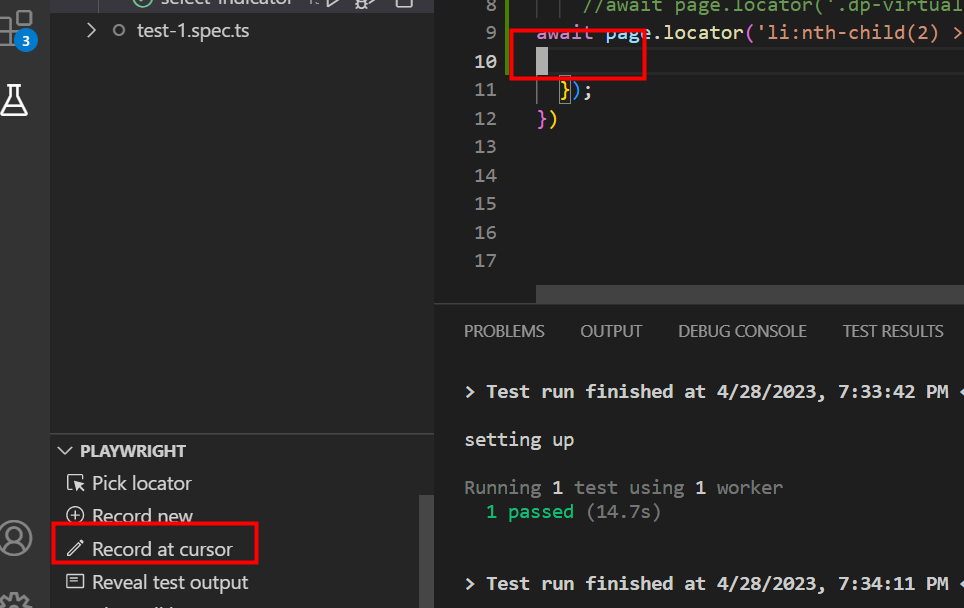 select-indicator
3
test-1.spec.ts
8 //await page.locator('.dp-virtual
9 await page.locator('li:nth-child(2) >
10
11 });
12 })
13
14
15
16
17
PROBLEMS OUTPUT DEBUG CONSOLE TEST RESULTS
> Test run finished at 4/28/2023, 7:33:42 PM <
setting up
Running 1 test using 1 worker
1 passed (14.7s)
> Test run finished at 4/28/2023, 7:34:11 PM <
PLAYWRIGHT
Pick locator
Record new
Record at cursor
Reveal test output